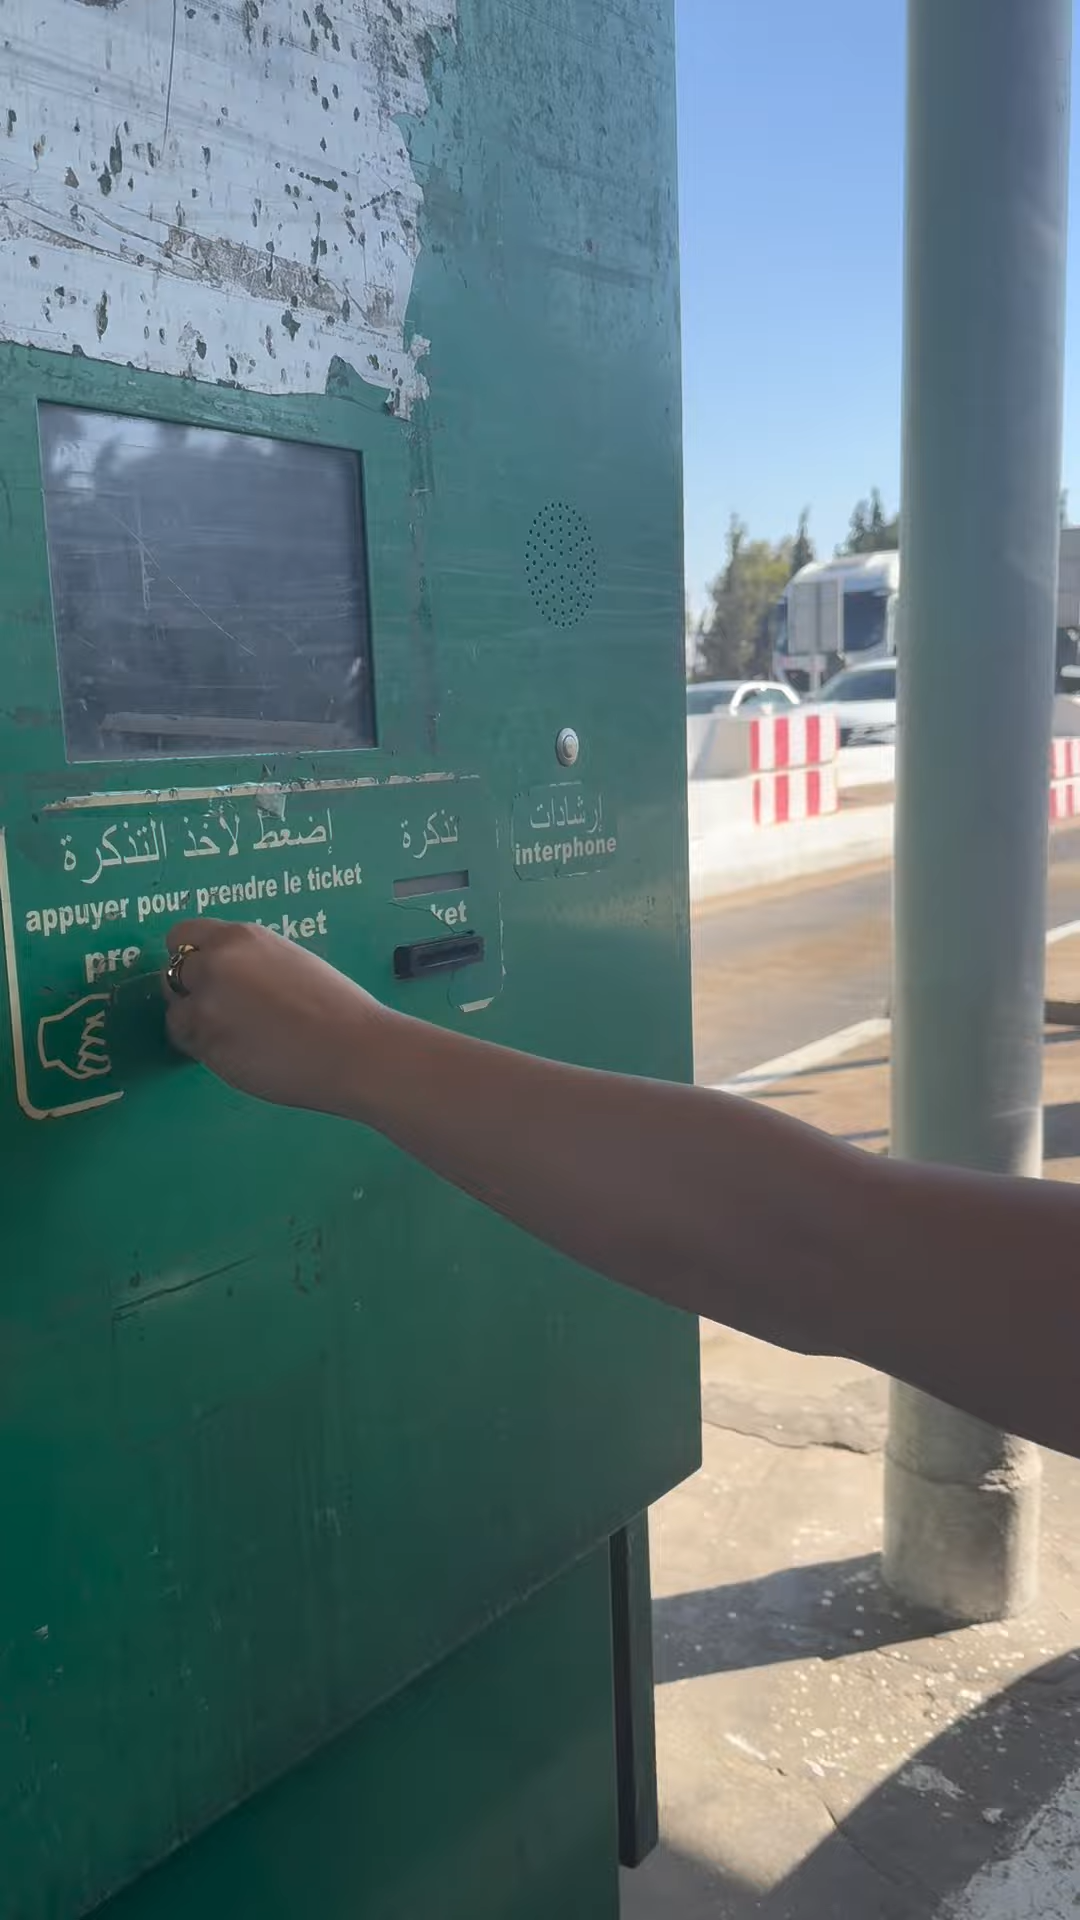 إضغط لأخذ التذكرة
appuyer pour prendre le ticket
تذكرة
إرشادات
interphone